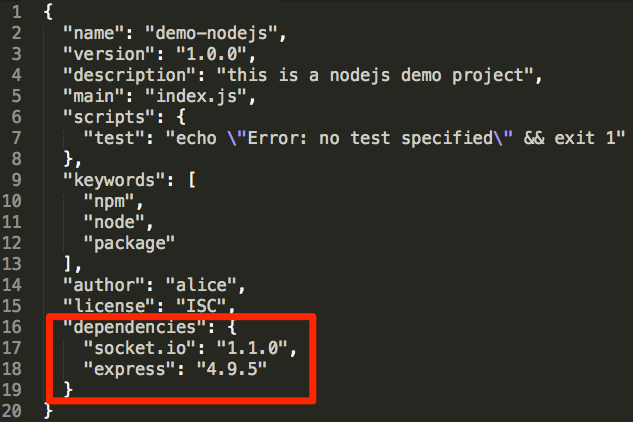 1 {
2 "name": "demo-nodejs",
3 "version": "1.0.0",
4 "description": "this is a nodejs demo project",
5 "main": "index.js",
6 "scripts": {
7 "test": "echo \"Error: no test specified\" && exit 1"
8 },
9 "keywords": [
10 "npm",
11 "node",
12 "package"
13 ],
14 "author": "alice",
15 "license": "ISC",
16 "dependencies": {
17 "socket.io": "1.1.0",
18 "express": "4.9.5"
19 }
20 }